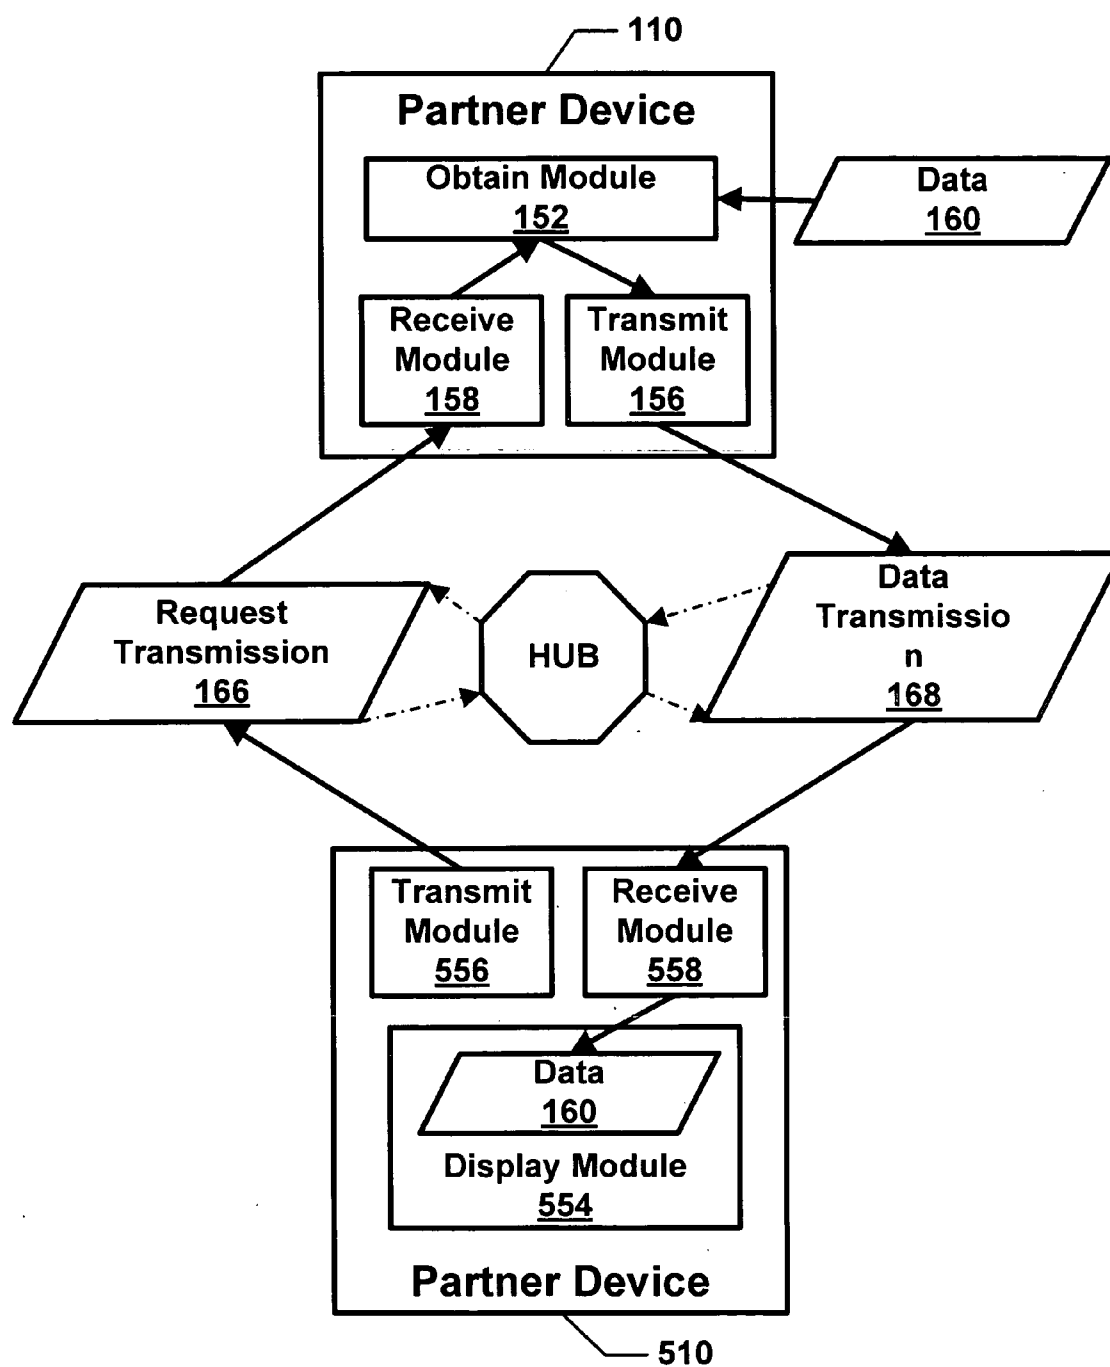 110
Partner Device
Obtain Module
152
Data
160
Receive
Module
158
Transmit
Module
156
Request
Transmission
166
HUB
Data
Transmissio
n
168
Transmit
Module
556
Receive
Module
558
Data
160
Display Module
554
Partner Device
510